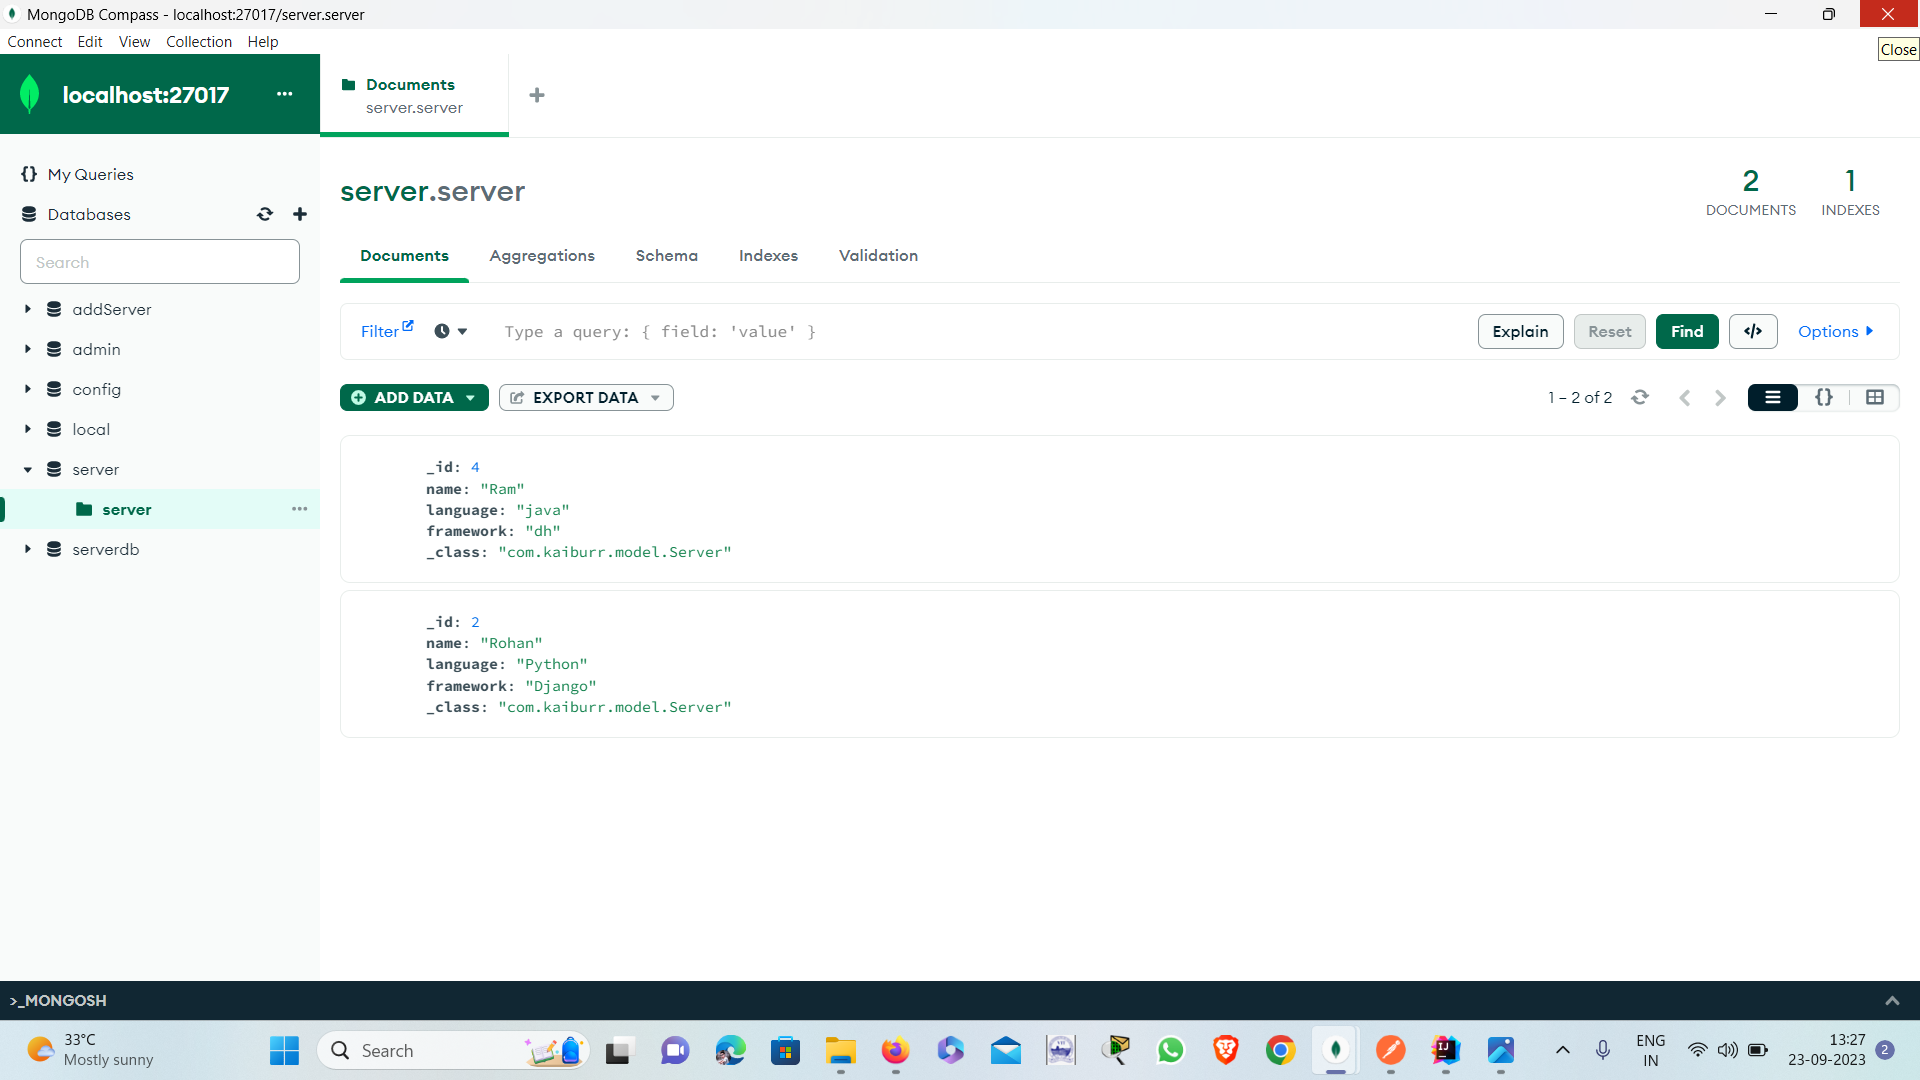 MongoDB Compass - localhost:27017/server.server
Connect Edit View Collection Help
Close
localhost:27017
Documents
server.server
My Queries
Databases
Search
addServer
admin
config
local
server
server
serverdb
server.server
2
DOCUMENTS
1
INDEXES
Documents Aggregations Schema Indexes Validation
Filter
Type a query: { field: 'value' }
Explain Reset Find </> Options
ADD DATA EXPORT DATA
1 – 2 of 2
{}
_id: 4
name: "Ram"
language: "java"
framework: "dh"
_class: "com.kaiburr.model.Server"
_id: 2
name: "Rohan"
language: "Python"
framework: "Django"
_class: "com.kaiburr.model.Server"
>_MONGOSH
33°C
Mostly sunny
Search
IJ
ENG
IN
13:27
23-09-2023
2